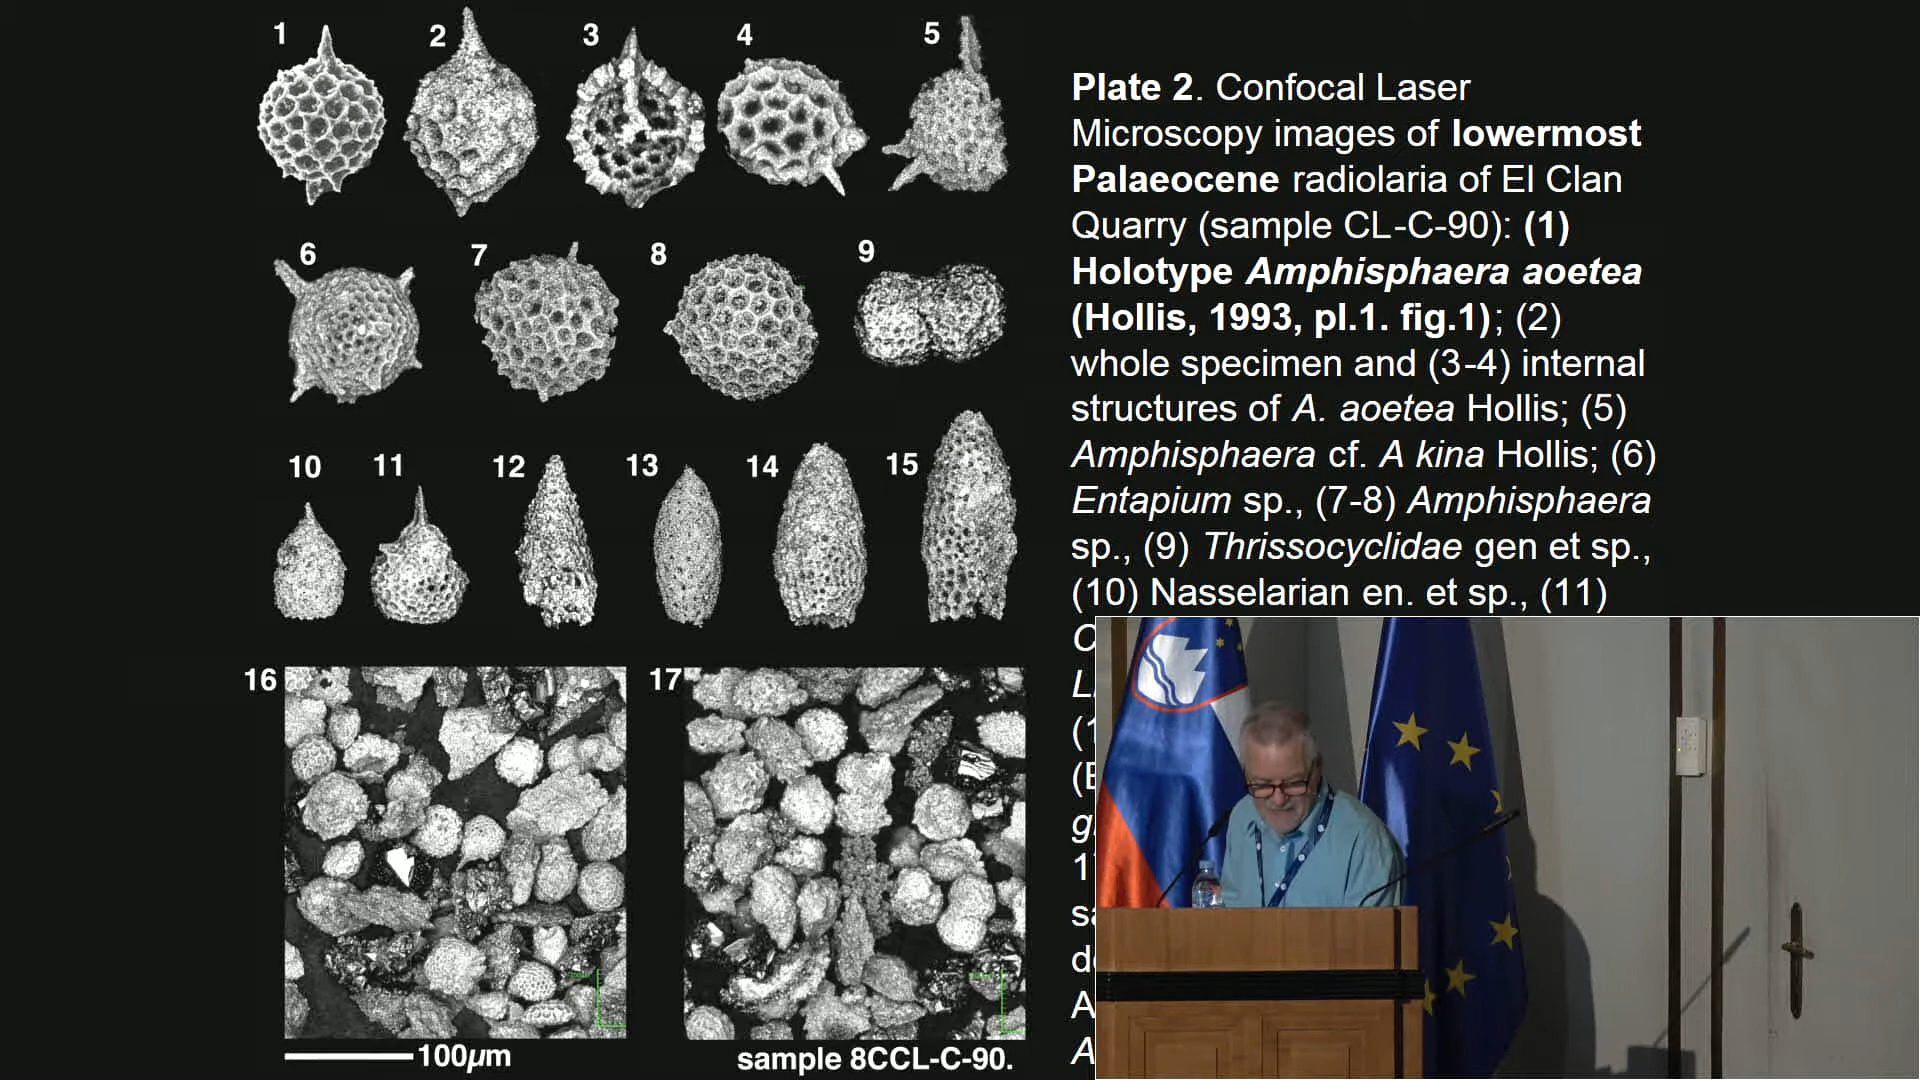 1 2 3 4 5
6 7 8 9
10 11 12 13 14 15
16 17
100µm
sample 8CCL-C-90.
Plate 2. Confocal Laser
Microscopy images of lowermost
Palaeocene radiolaria of El Clan
Quarry (sample CL-C-90): (1)
Holotype Amphisphaera aoetea
(Hollis, 1993, pl.1. fig.1); (2)
whole specimen and (3-4) internal
structures of A. aoetea Hollis; (5)
Amphisphaera cf. A kina Hollis; (6)
Entapium sp., (7-8) Amphisphaera
sp., (9) Thrissocyclidae gen et sp.,
(10) Nasselarian en. et sp., (11)